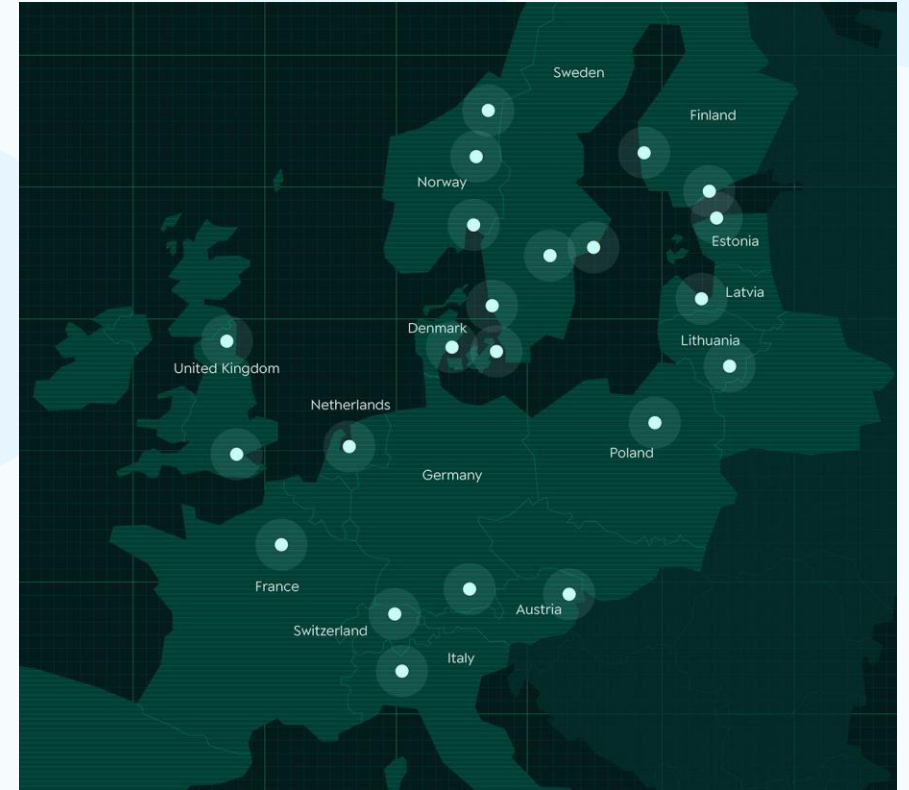 Sweden
Finland
Norway
Estonia
Latvia
Denmark
Lithuania
United Kingdom
Netherlands
Poland
Germany
France
Austria
Switzerland
Italy